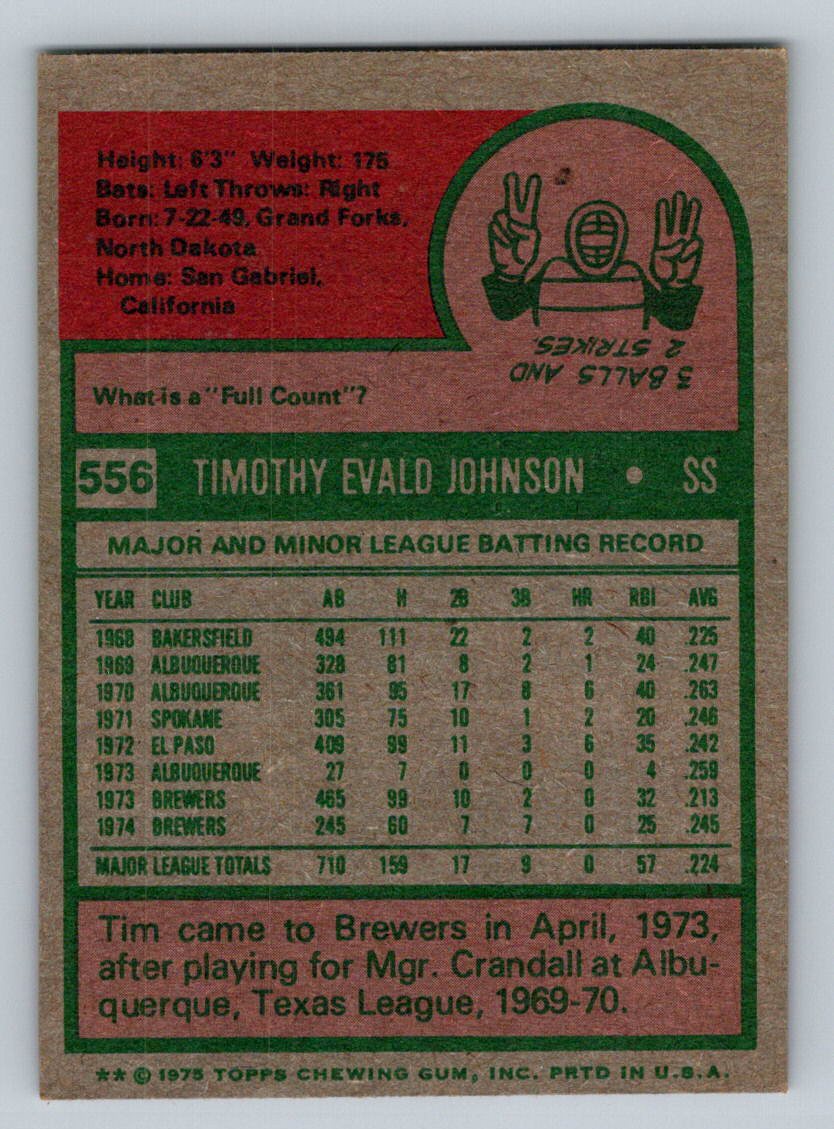 Height: 6'3" Weight: 175
Bats: Left Throws: Right
Born: 7-22-49, Grand Forks,
North Dakota
Home: San Gabriel,
California
3 BALLS AND
2 STRIKES.
What is a "Full Count"?
556 TIMOTHY EVALD JOHNSON • SS
MAJOR AND MINOR LEAGUE BATTING RECORD
YEAR CLUB AB H 2B 3B HR RBI AVG
1968 BAKERSFIELD 494 111 22 2 2 40 .225
1969 ALBUQUERQUE 328 81 8 2 1 24 .247
1970 ALBUQUERQUE 361 95 17 8 6 40 .263
1971 SPOKANE 305 75 10 1 2 20 .246
1972 EL PASO 409 99 11 3 6 35 .242
1973 ALBUQUERQUE 27 7 0 0 0 4 .259
1973 BREWERS 465 99 10 2 0 32 .213
1974 BREWERS 245 60 7 7 0 25 .245
MAJOR LEAGUE TOTALS 710 159 17 9 0 57 .224
Tim came to Brewers in April, 1973,
after playing for Mgr. Crandall at Albu-
querque, Texas League, 1969-70.
** © 1975 TOPPS CHEWING GUM, INC. PRTD IN U.S.A.